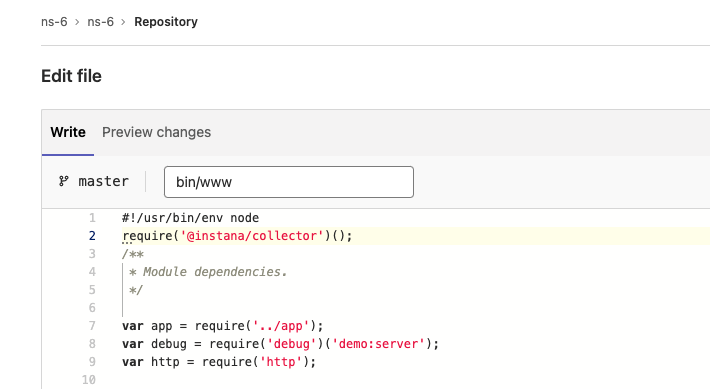 ns-6 > ns-6 > Repository
Edit file
Write Preview changes
master bin/www
1 #!/usr/bin/env node
2 require('@instana/collector')();
3 /**
4 * Module dependencies.
5 */
6
7 var app = require('../app');
8 var debug = require('debug')('demo:server');
9 var http = require('http');
10